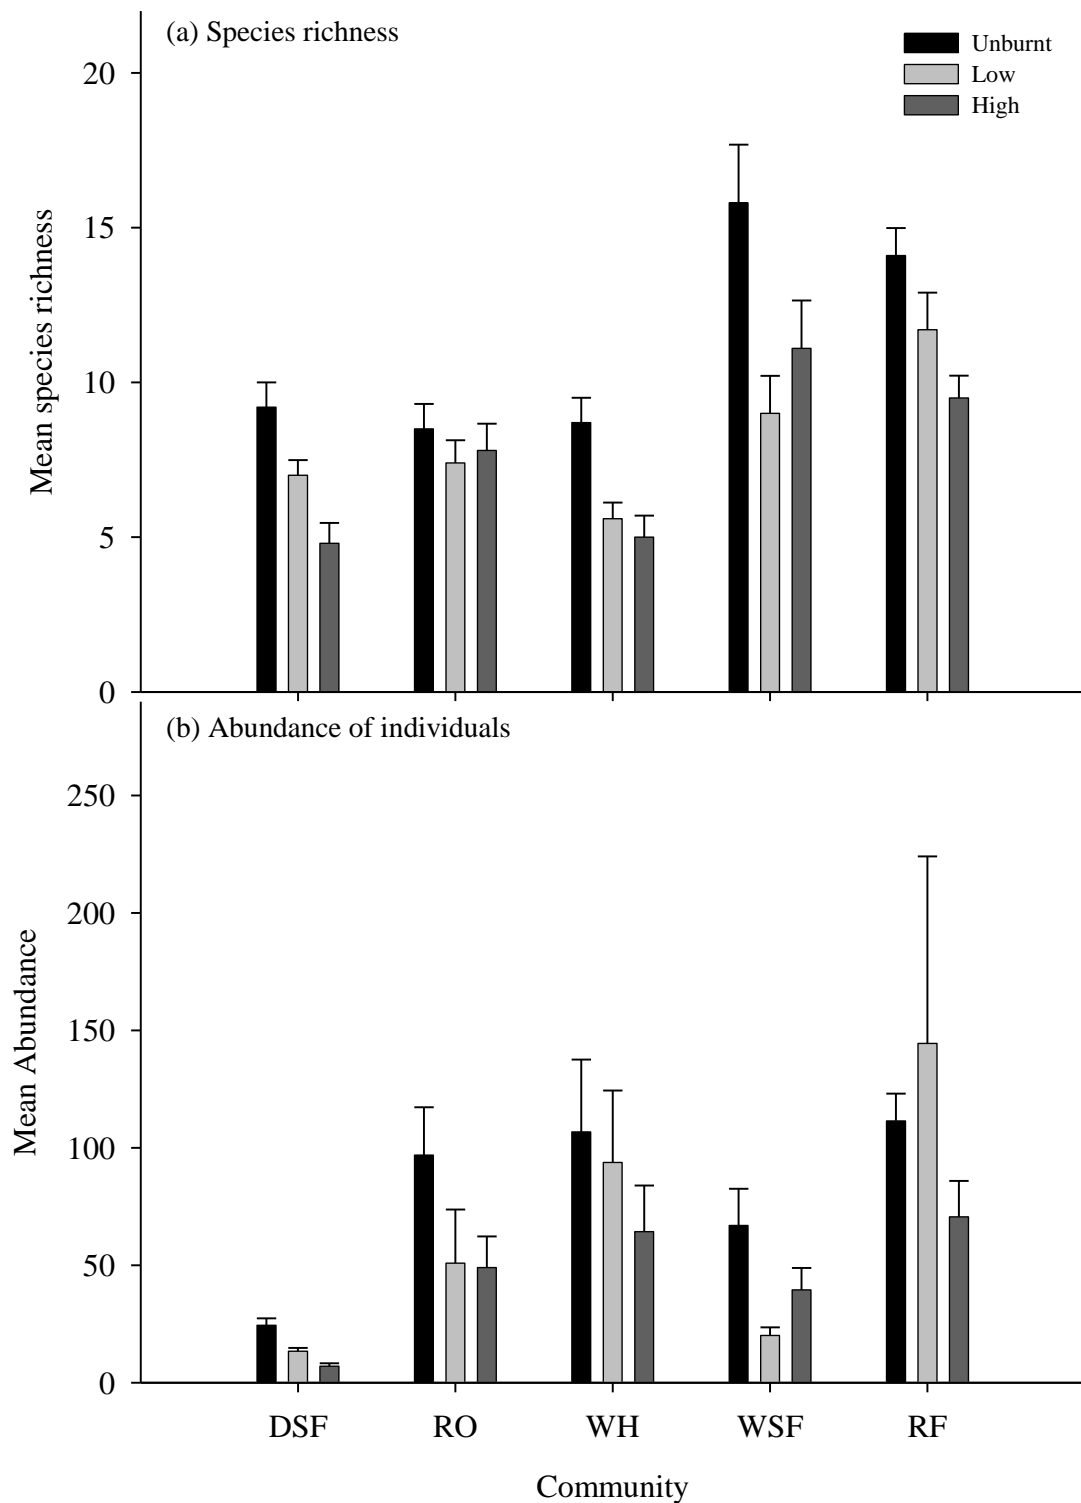 (a) Species richness
Unburnt
Low
High
Mean species richness
20
15
10
5
0
(b) Abundance of individuals
Mean Abundance
250
200
150
100
50
0
DSF RO WH WSF RF
Community